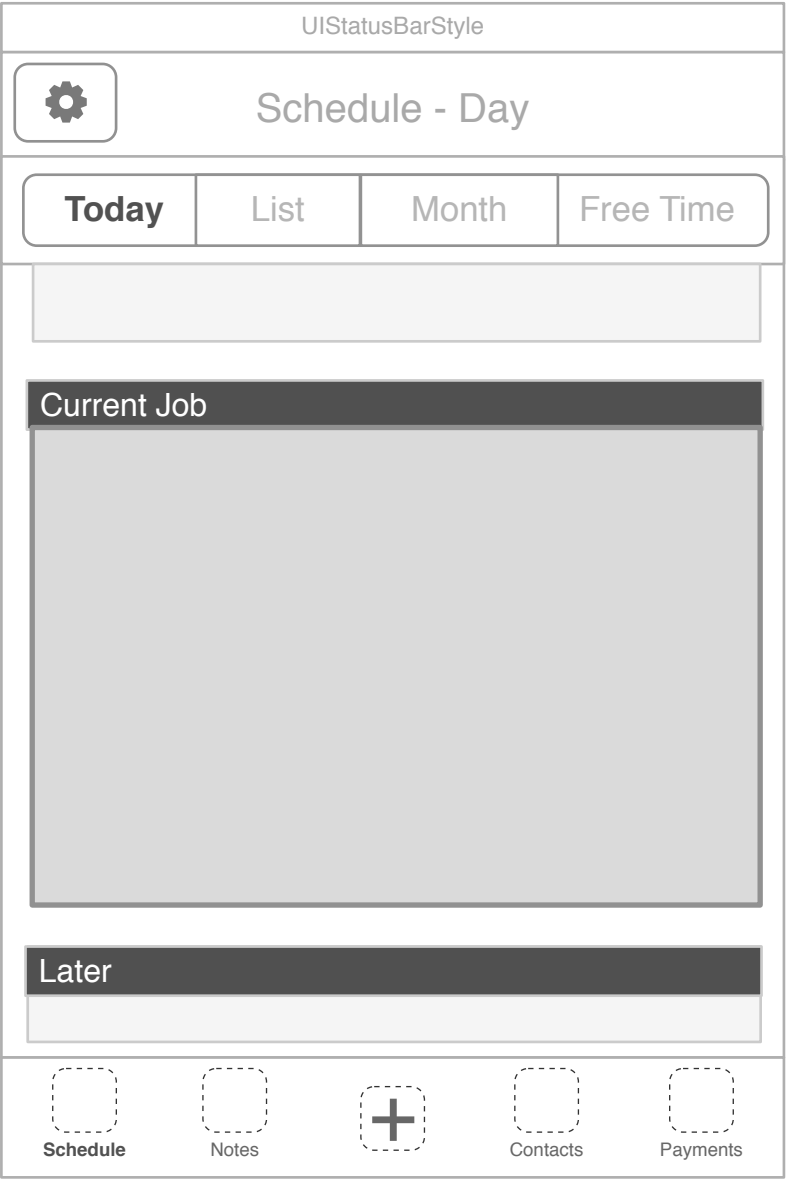 UIStatusBarStyle
Schedule - Day
Today List Month Free Time
Current Job
Later
Schedule Notes Contacts Payments